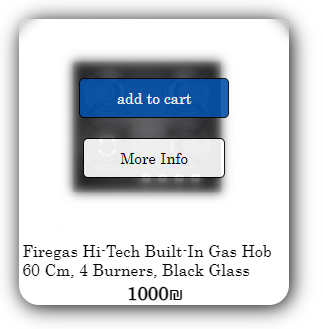 add to cart
More Info
Firegas Hi-Tech Built-In Gas Hob
60 Cm, 4 Burners, Black Glass
1000₪